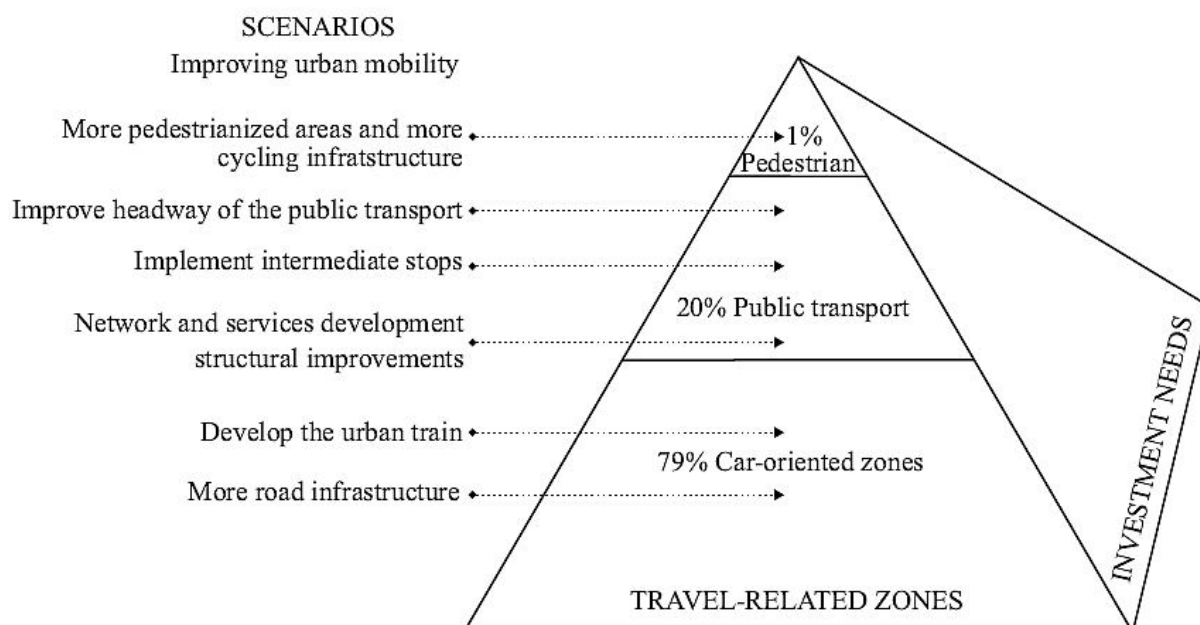 SCENARIOS
Improving urban mobility
More pedestrianized areas and more
cycling infratstructure
1%
Pedestrian
Improve headway of the public transport
Implement intermediate stops
20% Public transport
Network and services development
structural improvements
Develop the urban train
79% Car-oriented zones
More road infrastructure
INVESTMENT NEEDS
TRAVEL-RELATED ZONES